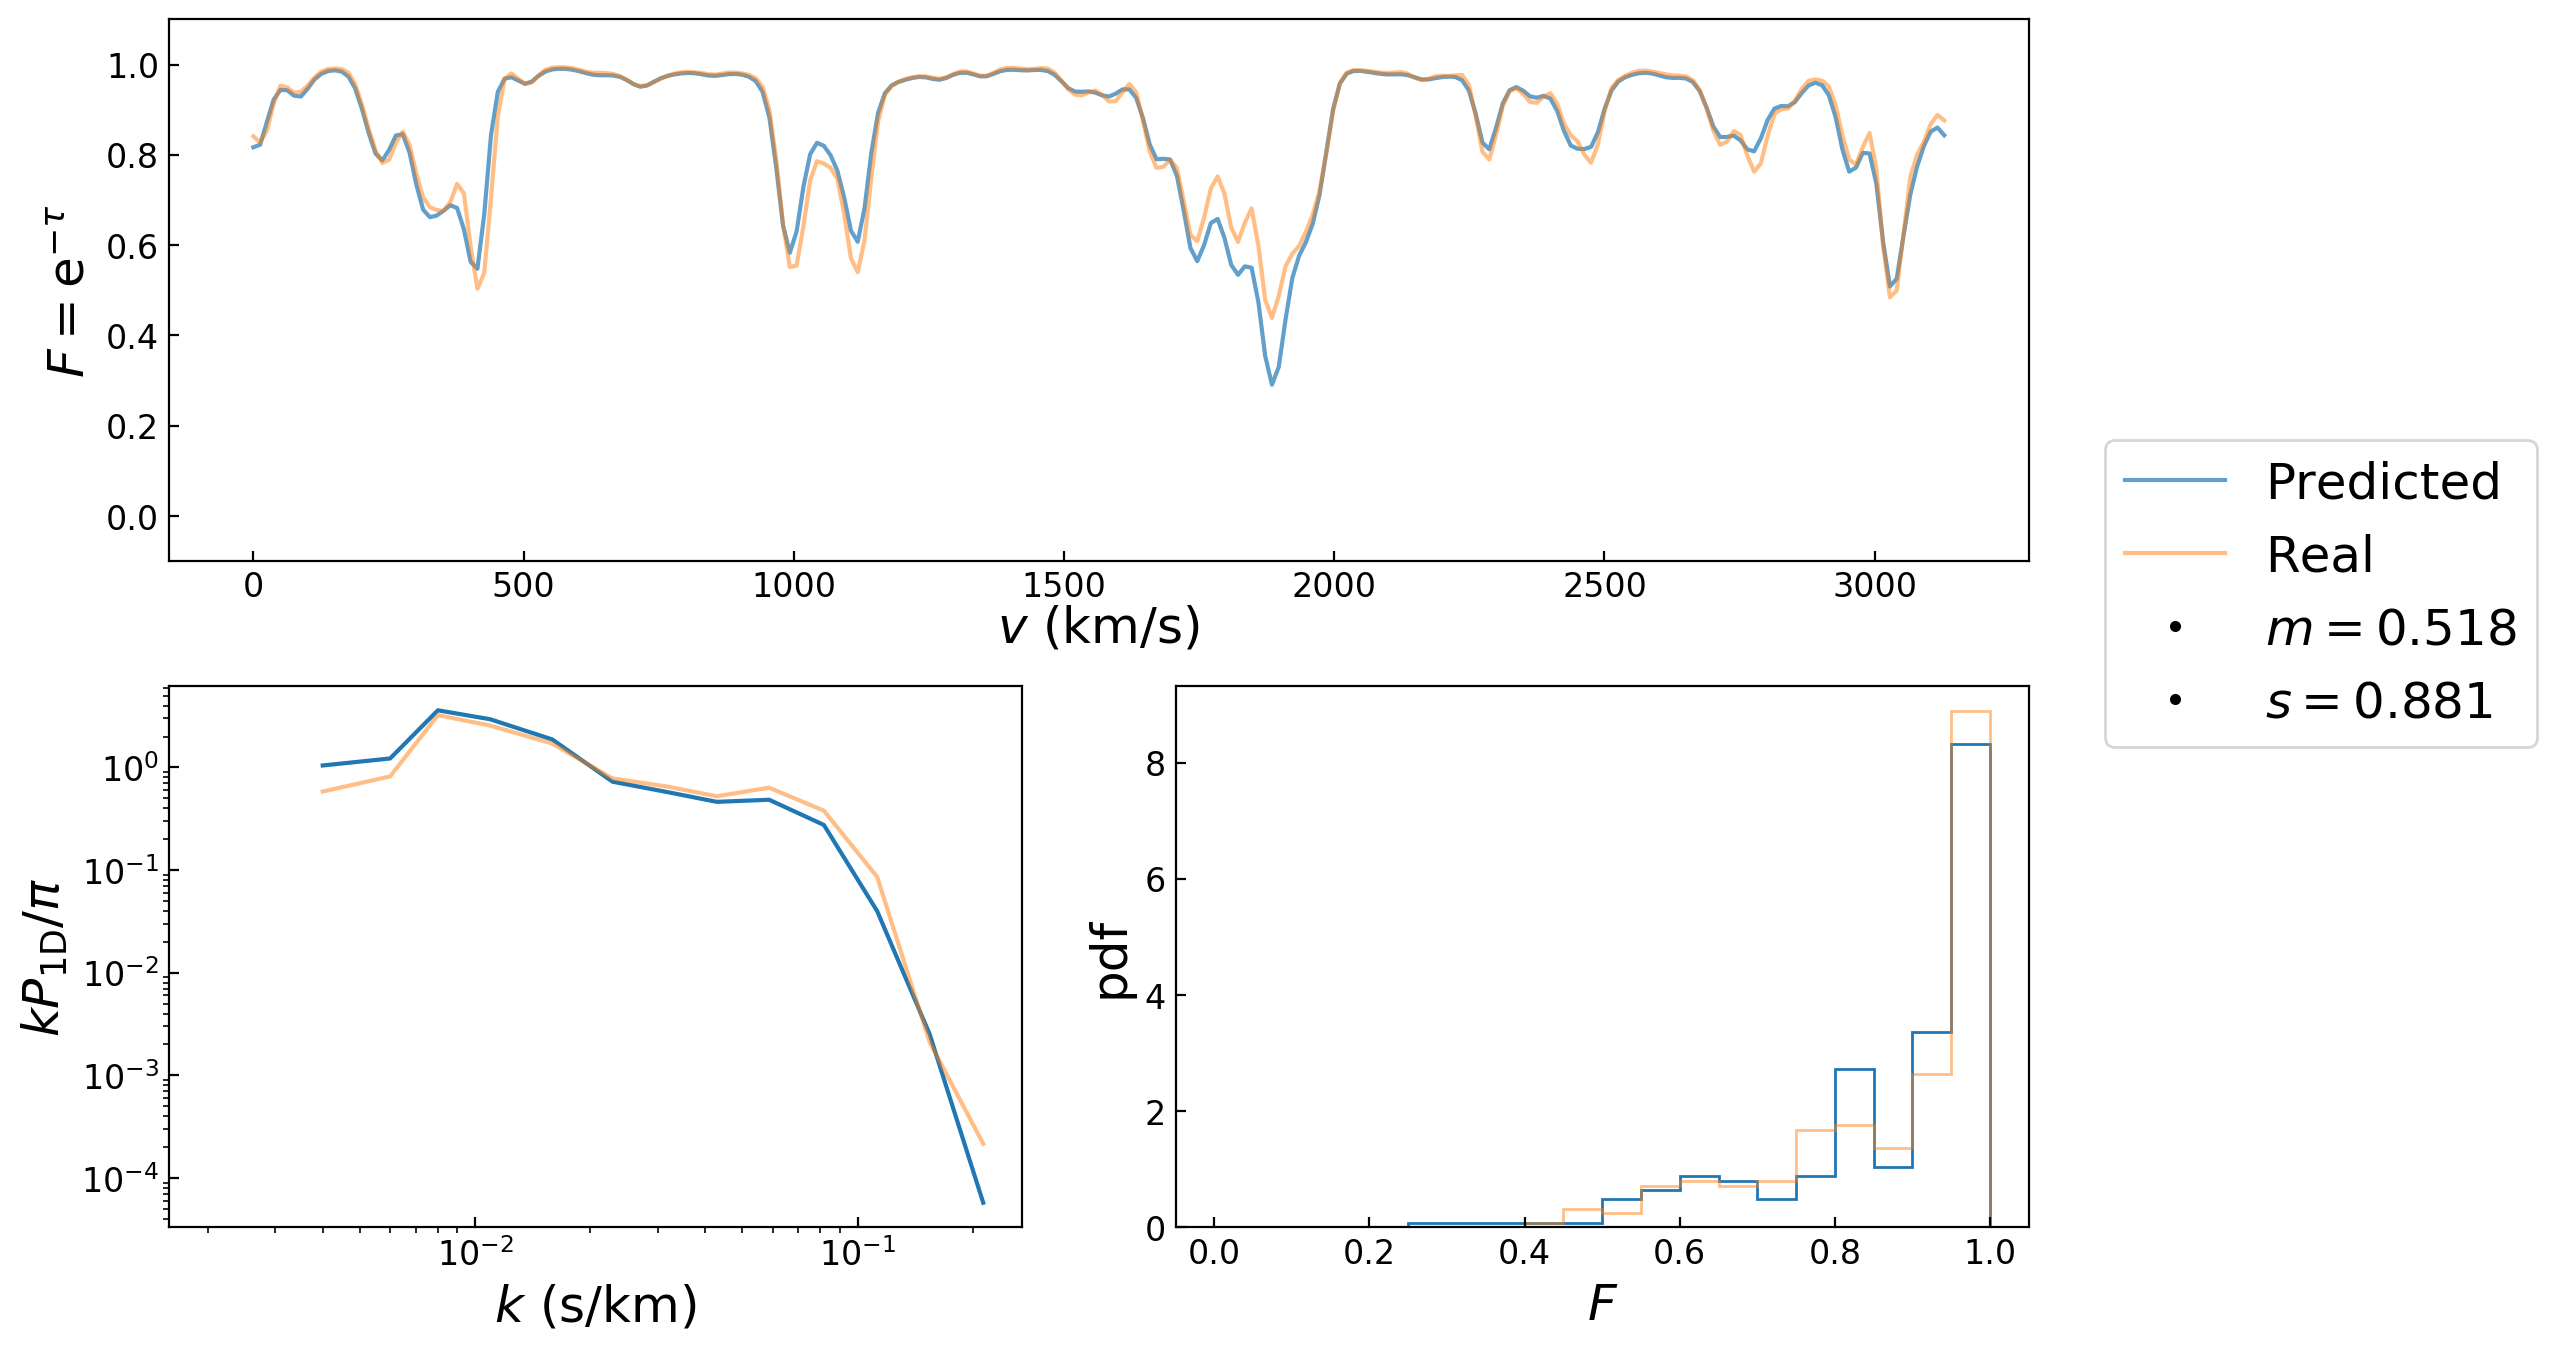 F = e^{-τ}
1.0
0.8
0.6
0.4
0.2
0.0
0 500 1000 1500 2000 2500 3000
v (km/s)
Predicted
Real
m = 0.518
s = 0.881
kP_{1D}/π
10^0
10^{-1}
10^{-2}
10^{-3}
10^{-4}
10^{-2} 10^{-1}
k (s/km)
pdf
8
6
4
2
0
0.0 0.2 0.4 0.6 0.8 1.0
F